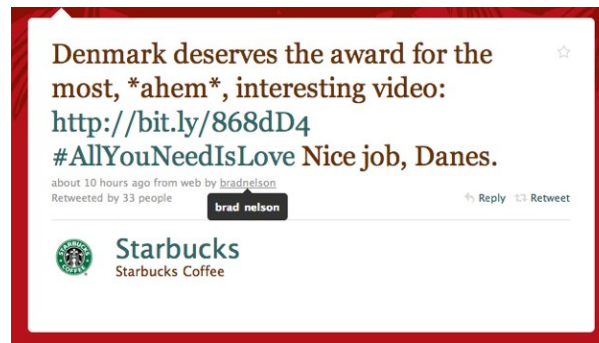 Denmark deserves the award for the
most, *ahem*, interesting video:
http://bit.ly/868dD4
#AllYouNeedIsLove Nice job, Danes.
about 10 hours ago from web by bradnelson
Retweeted by 33 people
Reply Retweet
brad nelson
STARBUCKS COFFEE
Starbucks
Starbucks Coffee